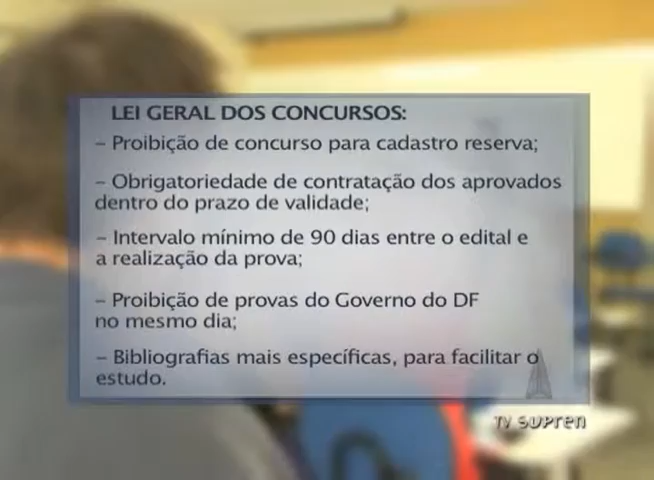 LEI GERAL DOS CONCURSOS:
– Proibição de concurso para cadastro reserva;
– Obrigatoriedade de contratação dos aprovados
dentro do prazo de validade;
– Intervalo mínimo de 90 dias entre o edital e
a realização da prova;
– Proibição de provas do Governo do DF
no mesmo dia;
– Bibliografias mais específicas, para facilitar o
estudo.
TV SUPREN